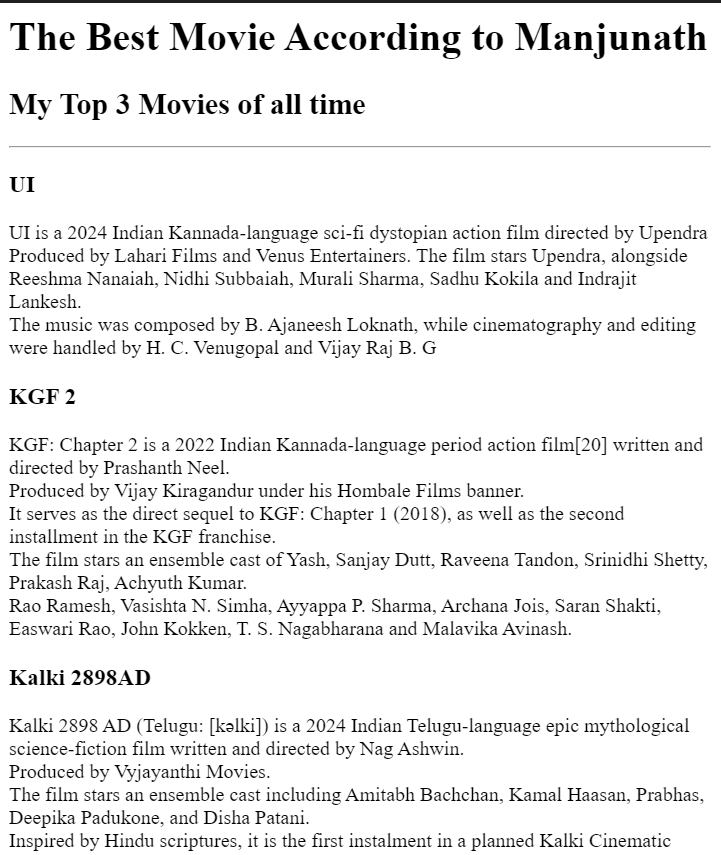 The Best Movie According to Manjunath
My Top 3 Movies of all time
UI
UI is a 2024 Indian Kannada-language sci-fi dystopian action film directed by Upendra
Produced by Lahari Films and Venus Entertainers. The film stars Upendra, alongside
Reeshma Nanaiah, Nidhi Subbaiah, Murali Sharma, Sadhu Kokila and Indrajit
Lankesh.
The music was composed by B. Ajaneesh Loknath, while cinematography and editing
were handled by H. C. Venugopal and Vijay Raj B. G
KGF 2
KGF: Chapter 2 is a 2022 Indian Kannada-language period action film[20] written and
directed by Prashanth Neel.
Produced by Vijay Kiragandur under his Hombale Films banner.
It serves as the direct sequel to KGF: Chapter 1 (2018), as well as the second
installment in the KGF franchise.
The film stars an ensemble cast of Yash, Sanjay Dutt, Raveena Tandon, Srinidhi Shetty,
Prakash Raj, Achyuth Kumar.
Rao Ramesh, Vasishta N. Simha, Ayyappa P. Sharma, Archana Jois, Saran Shakti,
Easwari Rao, John Kokken, T. S. Nagabharana and Malavika Avinash.
Kalki 2898AD
Kalki 2898 AD (Telugu: [kəlki]) is a 2024 Indian Telugu-language epic mythological
science-fiction film written and directed by Nag Ashwin.
Produced by Vyjayanthi Movies.
The film stars an ensemble cast including Amitabh Bachchan, Kamal Haasan, Prabhas,
Deepika Padukone, and Disha Patani.
Inspired by Hindu scriptures, it is the first instalment in a planned Kalki Cinematic